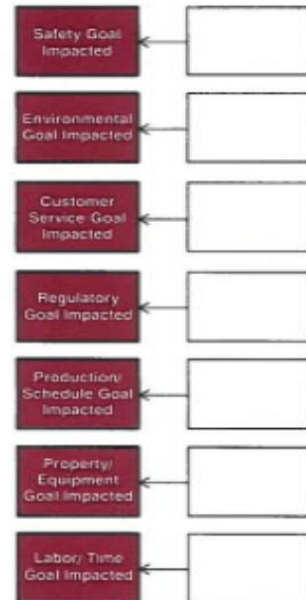 Safety Goal
Impacted
Environmental
Goal Impacted
Customer
Service Goal
Impacted
Regulatory
Goal Impacted
Production/
Schedule Goal
Impacted
Property/
Equipment
Goal Impacted
Labor/ Time
Goal Impacted